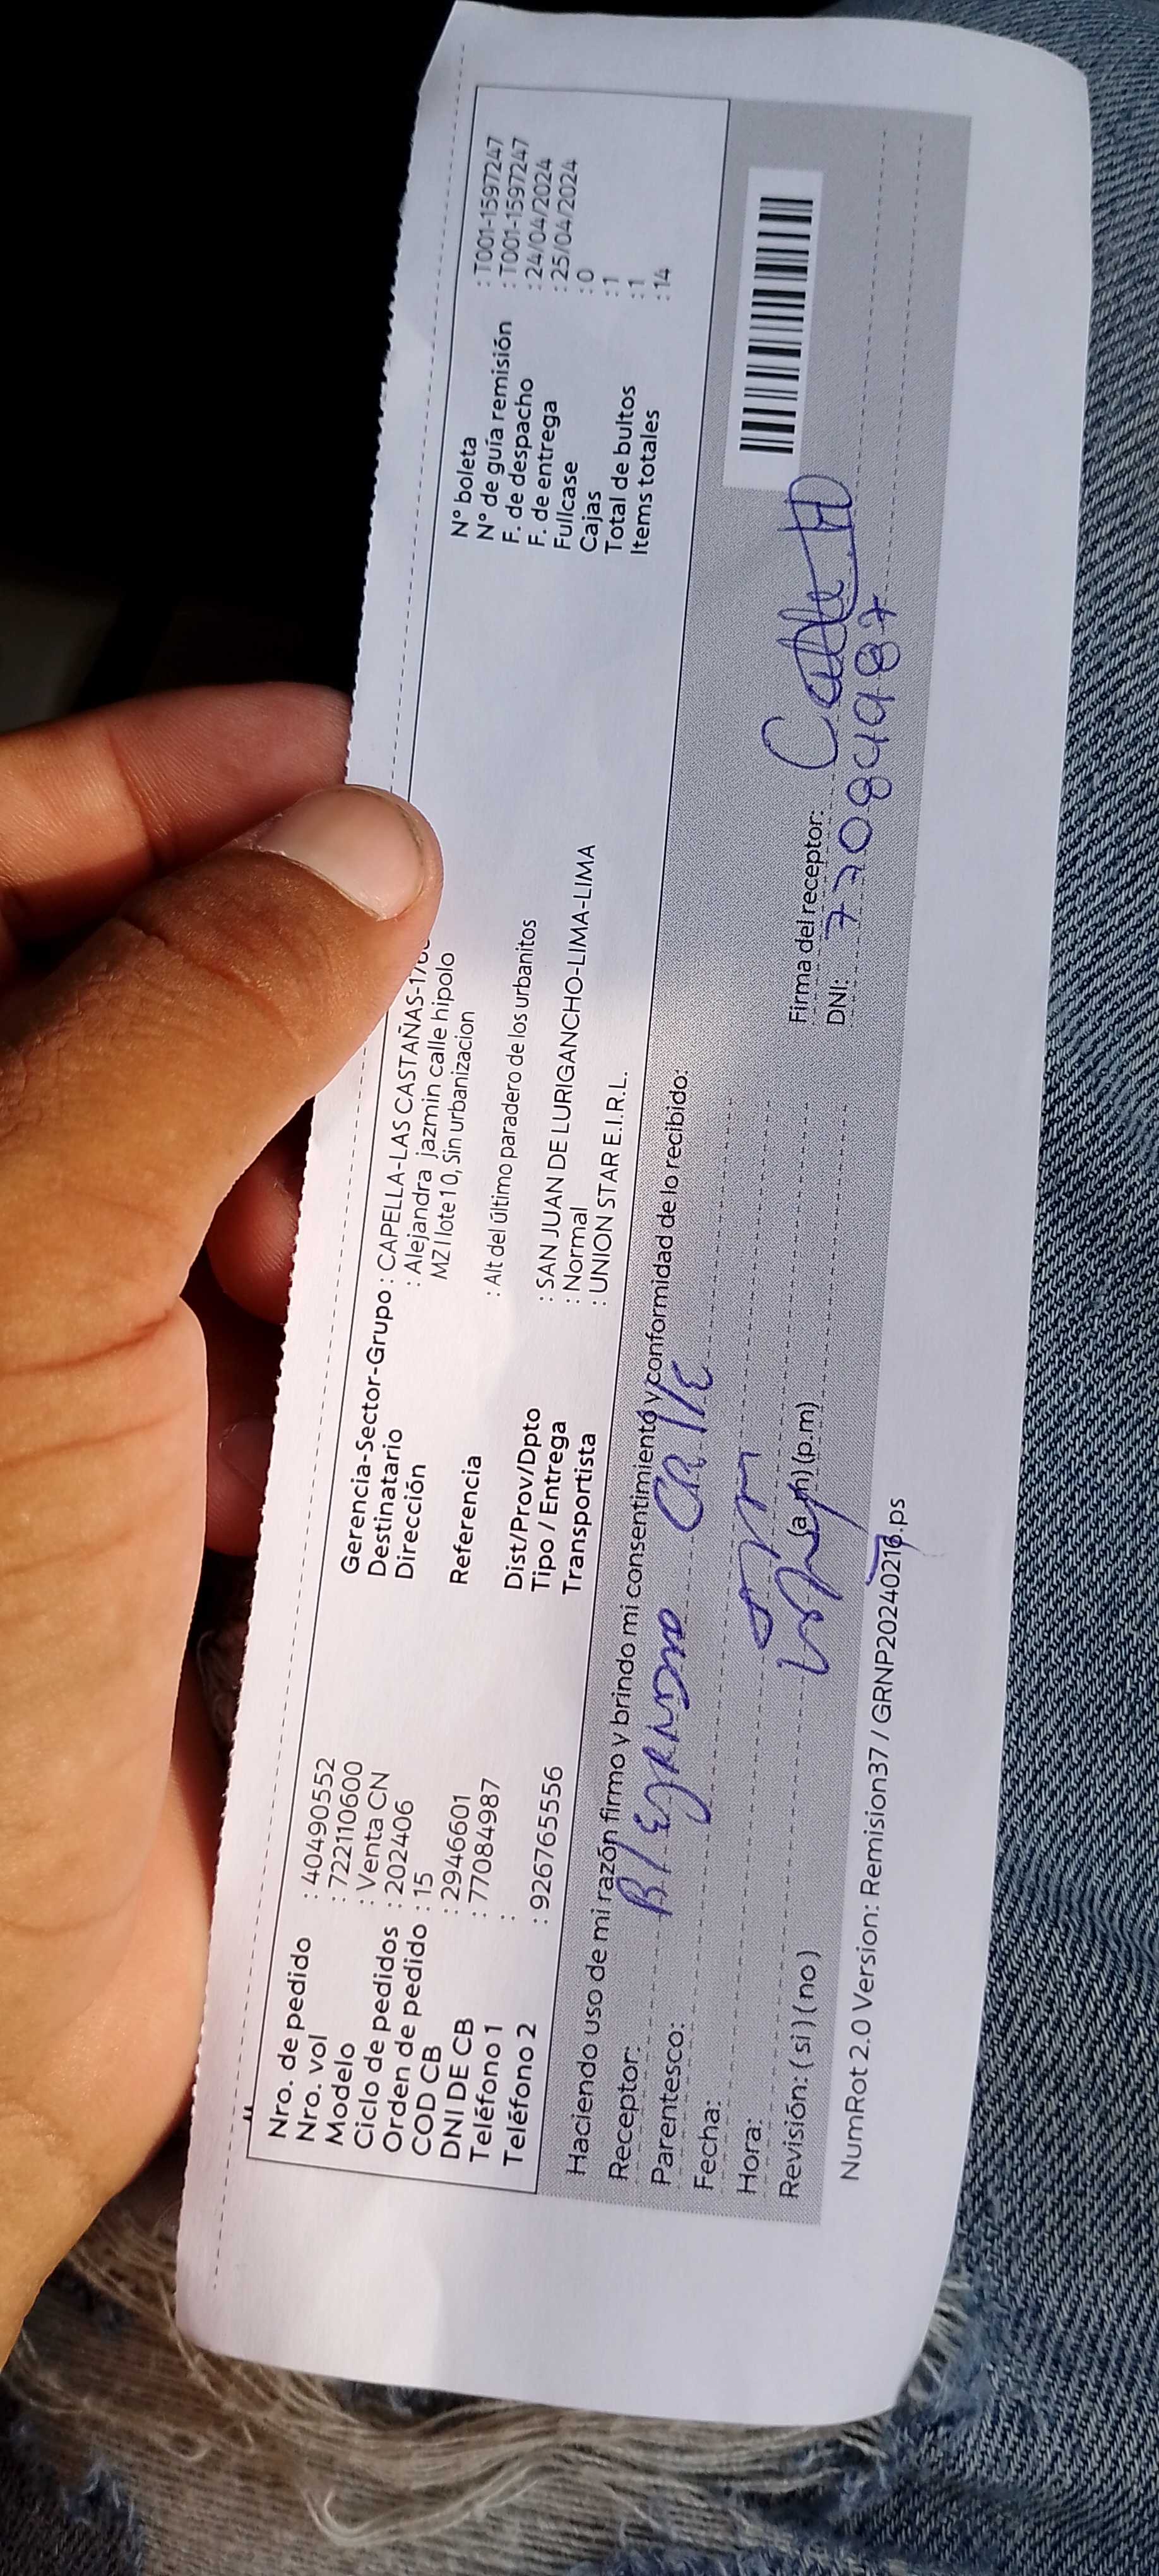 Nro. de pedido : 40490552
Nro. vol : 722110600
Modelo : Venta CN
Ciclo de pedidos : 202406
Orden de pedido : 15
COD CB : 2946601
DNI DE CB : 77084987
Teléfono 1 :
Teléfono 2 : 926765556
Gerencia-Sector-Grupo : CAPELLA-LAS CASTAÑAS-
Destinatario : Alejandra jazmin calle hipolo
Dirección MZ I lote 10, Sin urbanizacion
Referencia : Alt del último paradero de los urbanitos
Dist/Prov/Dpto : SAN JUAN DE LURIGANCHO-LIMA-LIMA
Tipo / Entrega : Normal
Transportista : UNION STAR E.I.R.L.
N° boleta : T001-1597247
N° de guía remisión : T001-1597247
F. de despacho : 24/04/2024
F. de entrega : 25/04/2024
Fullcase : 0
Cajas : 1
Total de bultos : 1
Items totales : 14
Haciendo uso de mi razón firmo y brindo mi consentimiento y conformidad de lo recibido:
Receptor: CALLE
Parentesco:
Fecha:
Hora: (a.m) (p.m)
Revisión: ( si ) ( no )
Firma del receptor:
DNI: 77084987
NumRot 2.0 Version: Remision37 / GRNP20240216.ps